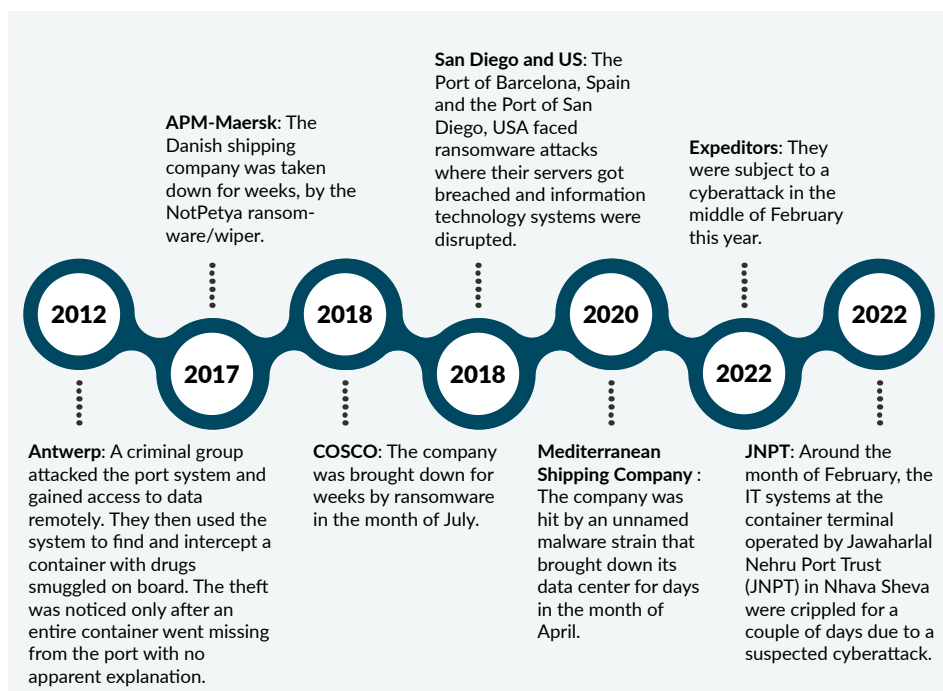 San Diego and US: The
Port of Barcelona, Spain
and the Port of San
Diego, USA faced
ransomware attacks
where their servers got
breached and information
technology systems were
disrupted.
APM-Maersk: The
Danish shipping
company was taken
down for weeks, by the
NotPetya ransom-
ware/wiper.
Expeditors: They
were subject to a
cyberattack in the
middle of February
this year.
2012
2017
2018
2018
2020
2022
2022
Antwerp: A criminal group
attacked the port system and
gained access to data
remotely. They then used the
system to find and intercept a
container with drugs
smuggled on board. The theft
was noticed only after an
entire container went missing
from the port with no
apparent explanation.
COSCO: The company
was brought down for
weeks by ransomware
in the month of July.
Mediterranean
Shipping Company :
The company was
hit by an unnamed
malware strain that
brought down its
data center for days
in the month of
April.
JNPT: Around the
month of February, the
IT systems at the
container terminal
operated by Jawaharlal
Nehru Port Trust
(JNPT) in Nhava Sheva
were crippled for a
couple of days due to a
suspected cyberattack.